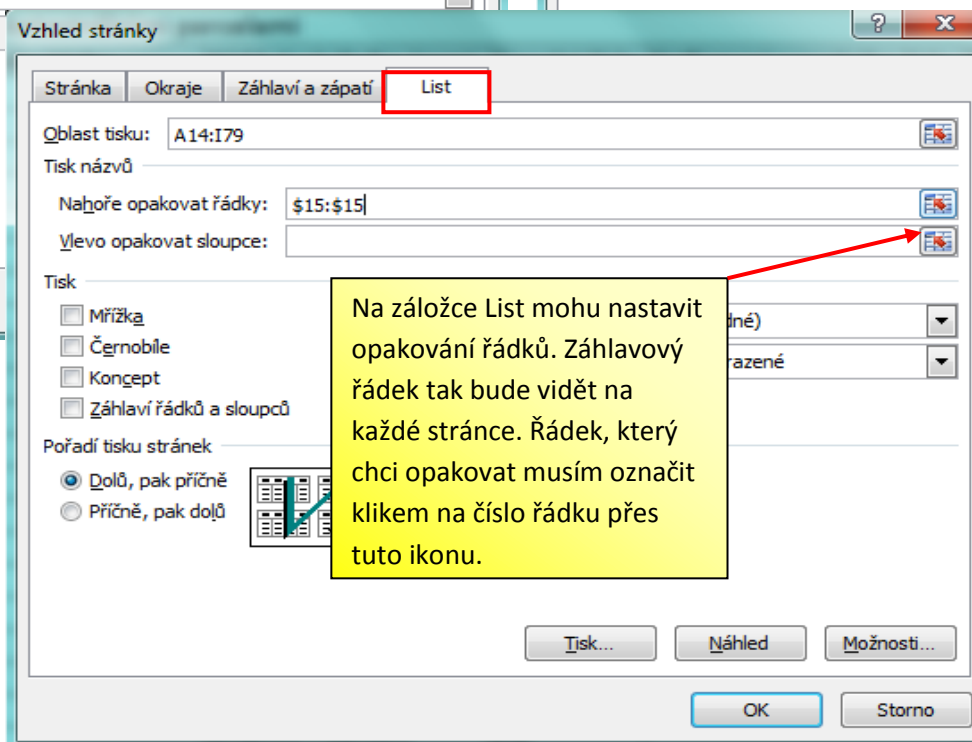 Vzhled stránky
Stránka Okraje Záhlaví a zápatí List
Oblast tisku: A14:I79
Tisk názvů
Nahoře opakovat řádky: $15:$15
Vlevo opakovat sloupce:
Tisk
Mřížka
Černobíle
Koncept
Záhlaví řádků a sloupců
Pořadí tisku stránek
Dolů, pak příčně
Příčně, pak dolů
Na záložce List mohu nastavit
opakování řádků. Záhlavový
řádek tak bude vidět na
každé stránce. Řádek, který
chci opakovat musím označit
klikem na číslo řádku přes
tuto ikonu.
Tisk... Náhled Možnosti...
OK Storno